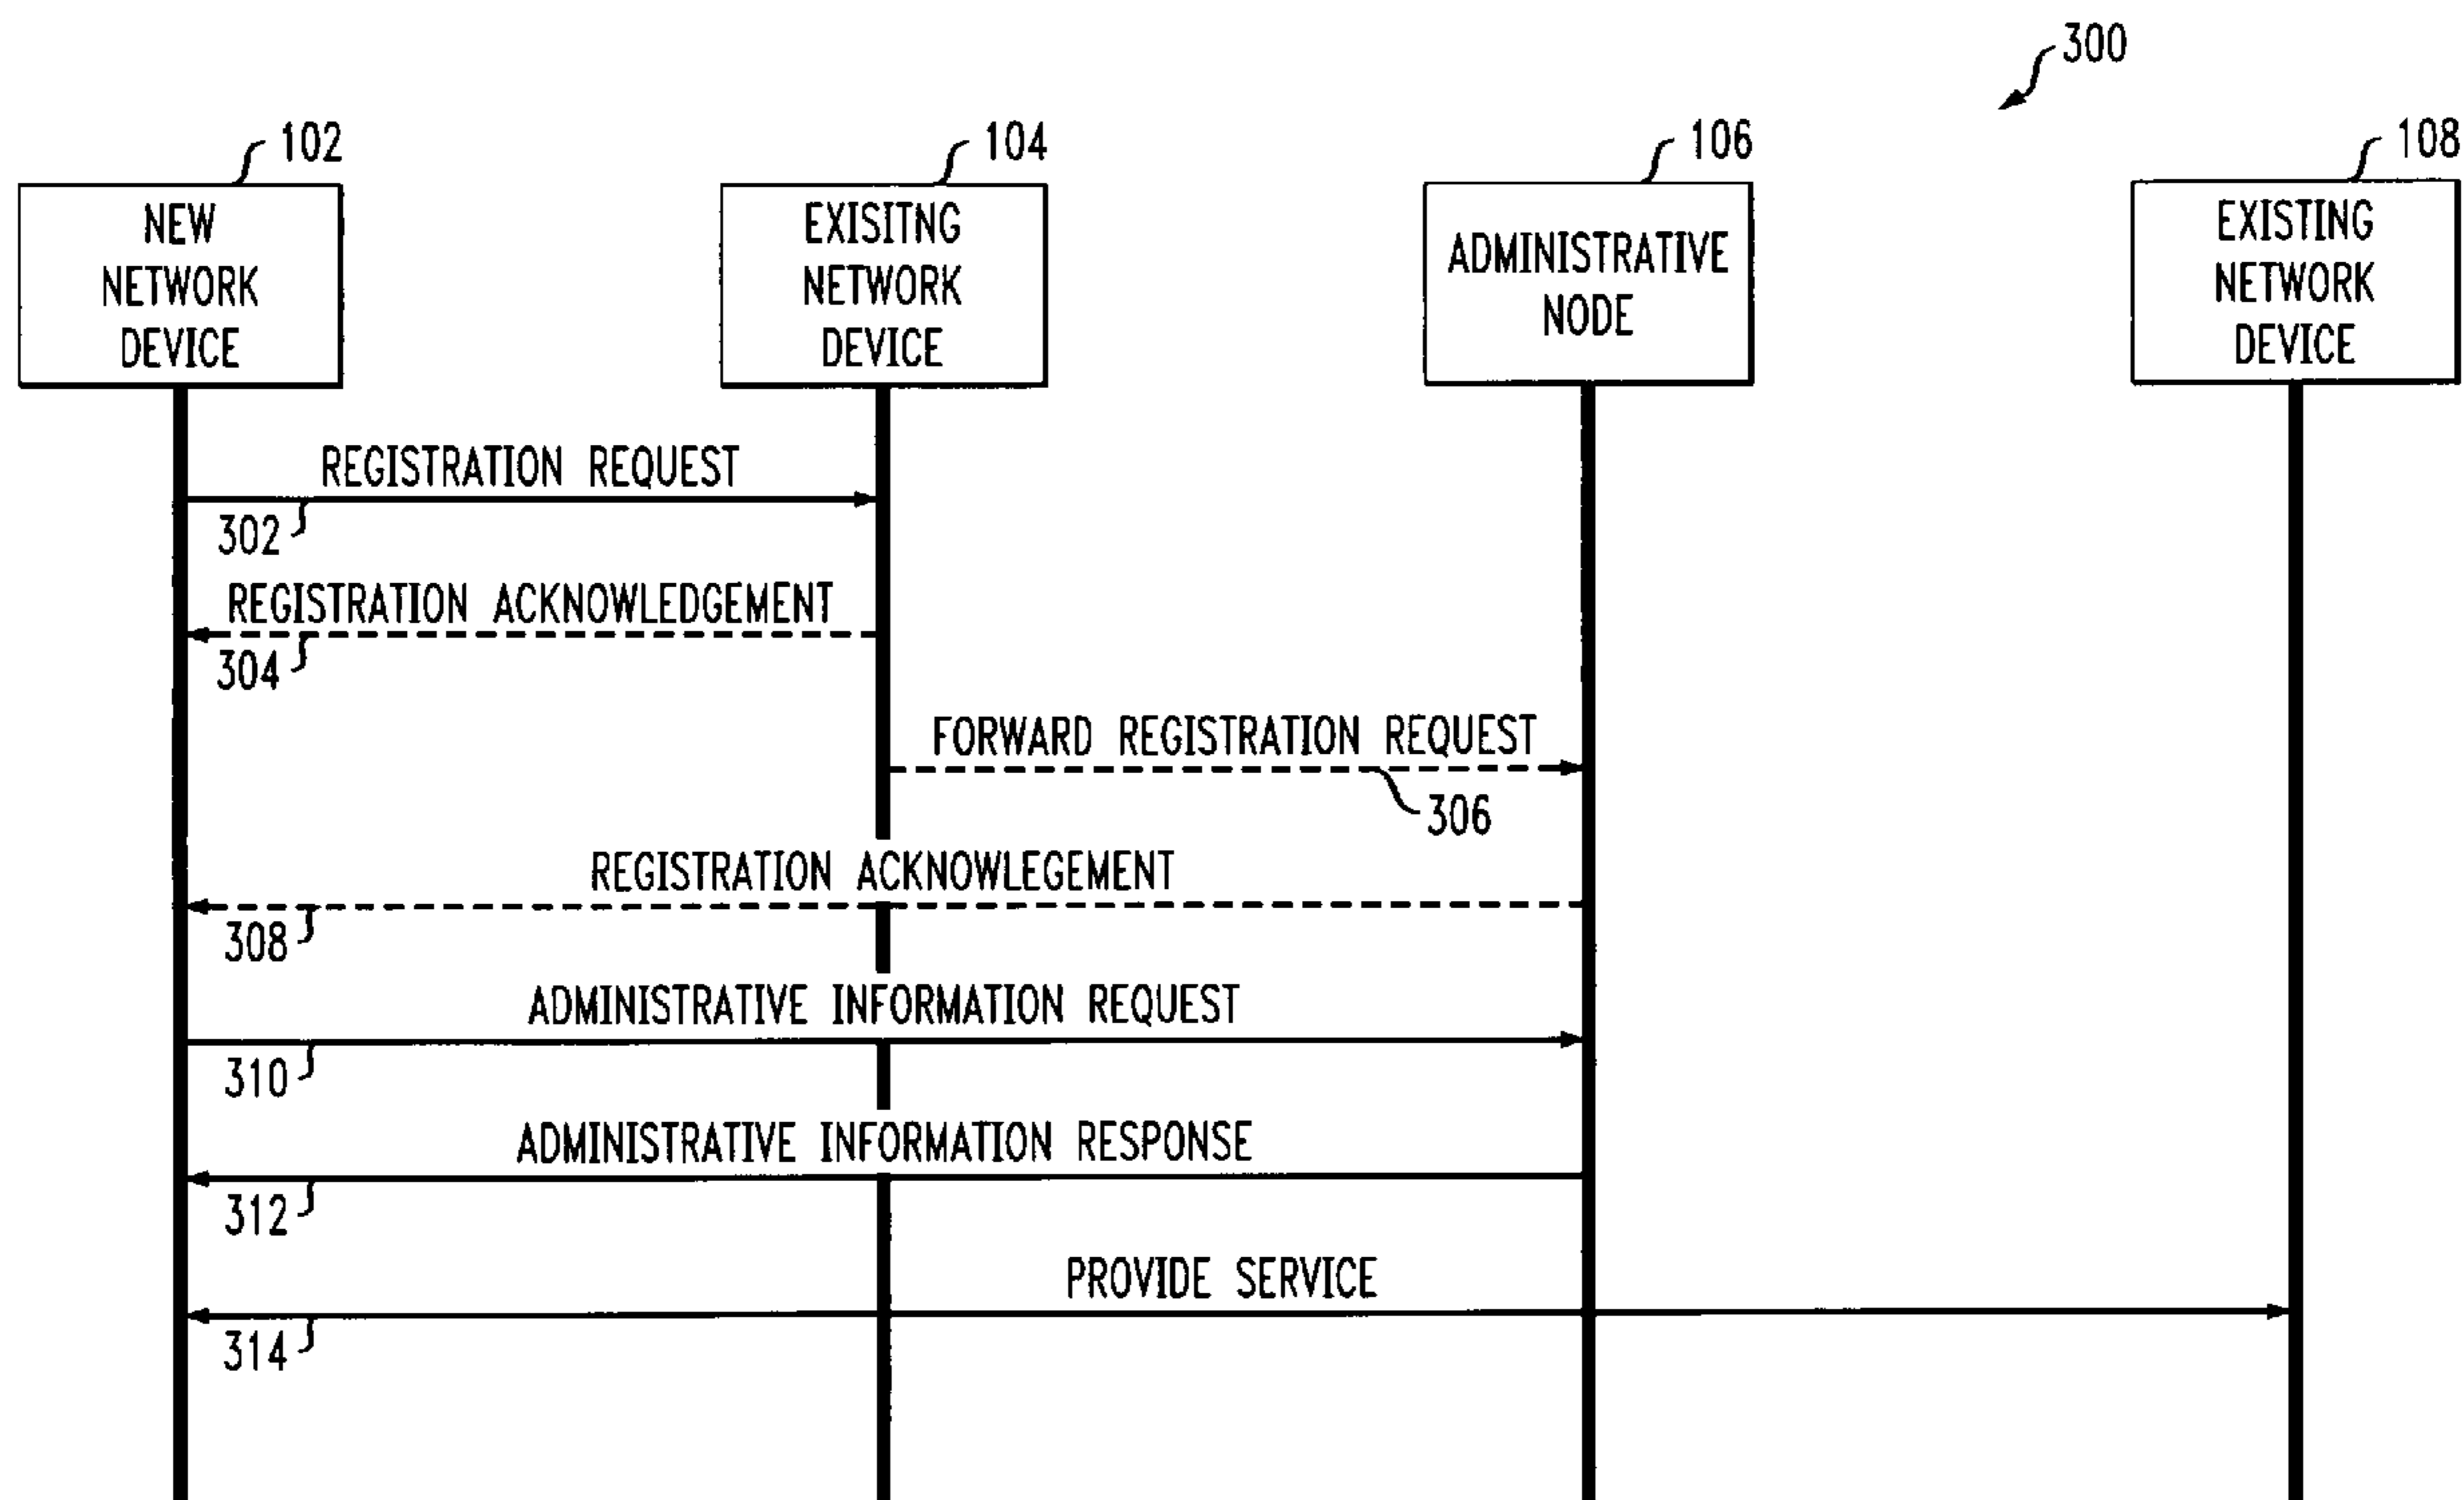 300
102
104
106
108
NEW
NETWORK
DEVICE
EXISITNG
NETWORK
DEVICE
ADMINISTRATIVE
NODE
EXISTING
NETWORK
DEVICE
REGISTRATION REQUEST
302
REGISTRATION ACKNOWLEDGEMENT
304
FORWARD REGISTRATION REQUEST
306
REGISTRATION ACKNOWLEGEMENT
308
ADMINISTRATIVE INFORMATION REQUEST
310
ADMINISTRATIVE INFORMATION RESPONSE
312
PROVIDE SERVICE
314